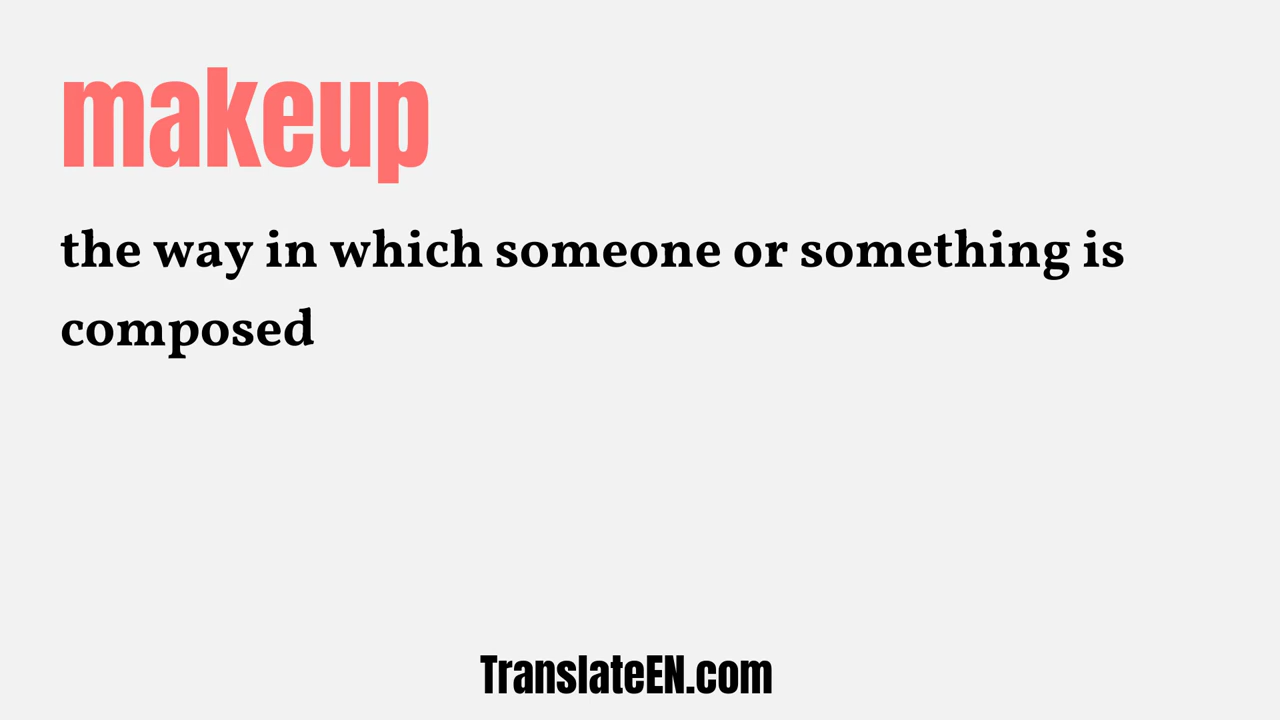 makeup
the way in which someone or something is
composed
TranslateEN.com